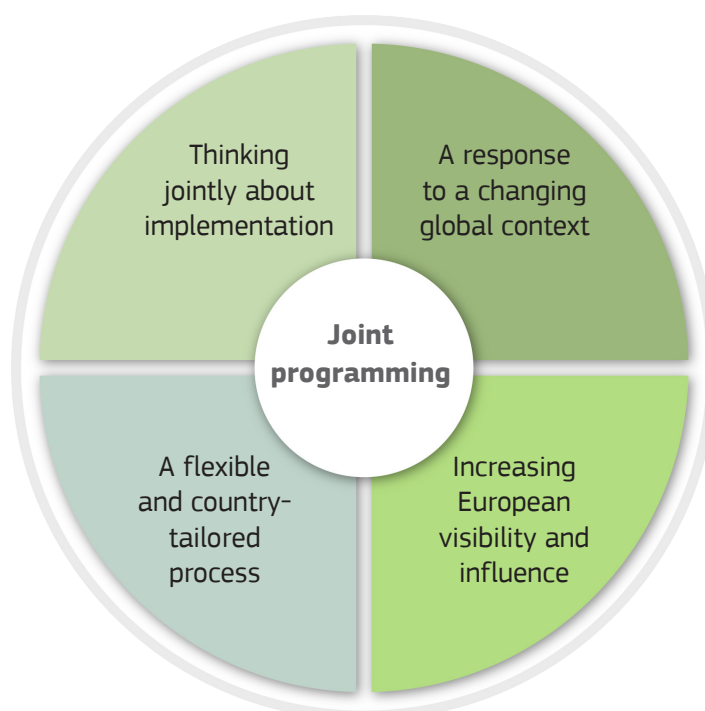 Thinking
jointly about
implementation
A response
to a changing
global context
Joint
programming
A flexible
and country-
tailored
process
Increasing
European
visibility and
influence